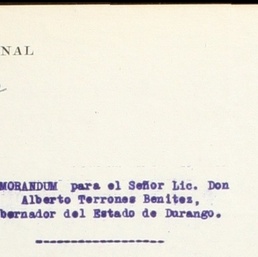 NAL
MORANDUM para el Señor Lic. Don
Alberto Terrones Benitez,
bernador del Estado de Durango.